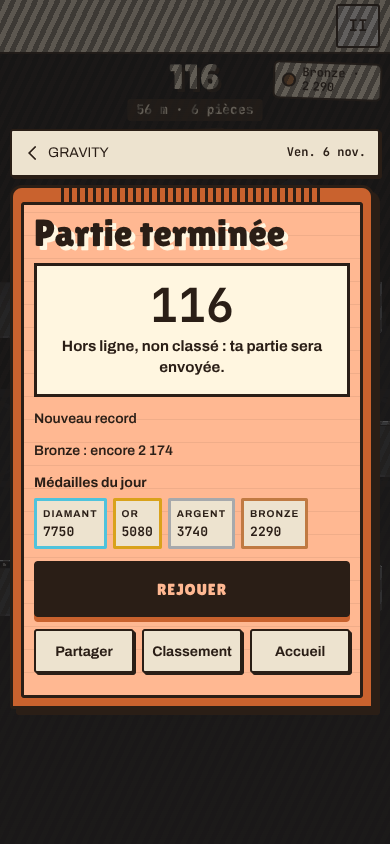 II
116
Bronze ·
2 290
56 m · 6 pièces
GRAVITY
Ven. 6 nov.
Partie terminée
116
Hors ligne, non classé : ta partie sera
envoyée.
Nouveau record
Bronze : encore 2 174
Médailles du jour
DIAMANT
7750
OR
5080
ARGENT
3740
BRONZE
2290
REJOUER
Partager
Classement
Accueil